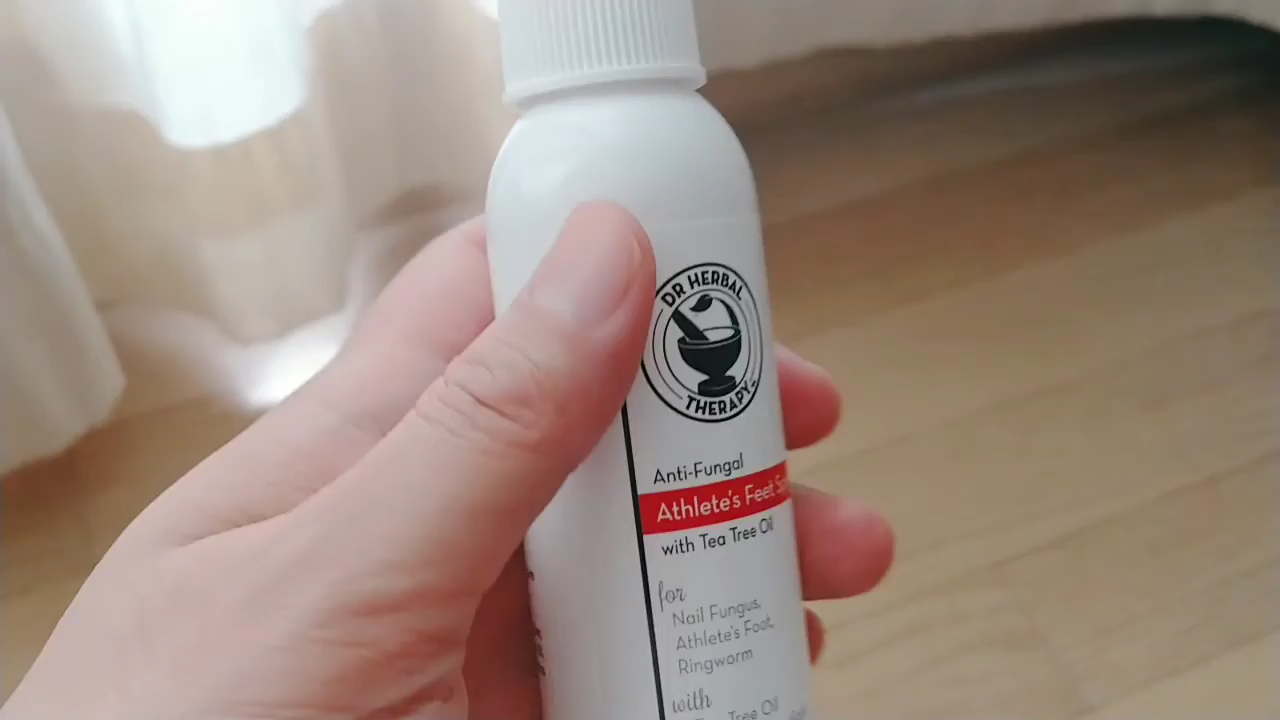 DR HERBAL
THERAPY
Anti-Fungal
Athlete's Feet
with Tea Tree Oil
for
Nail Fungus,
Athlete's Foot,
Ringworm
with
Tree Oil